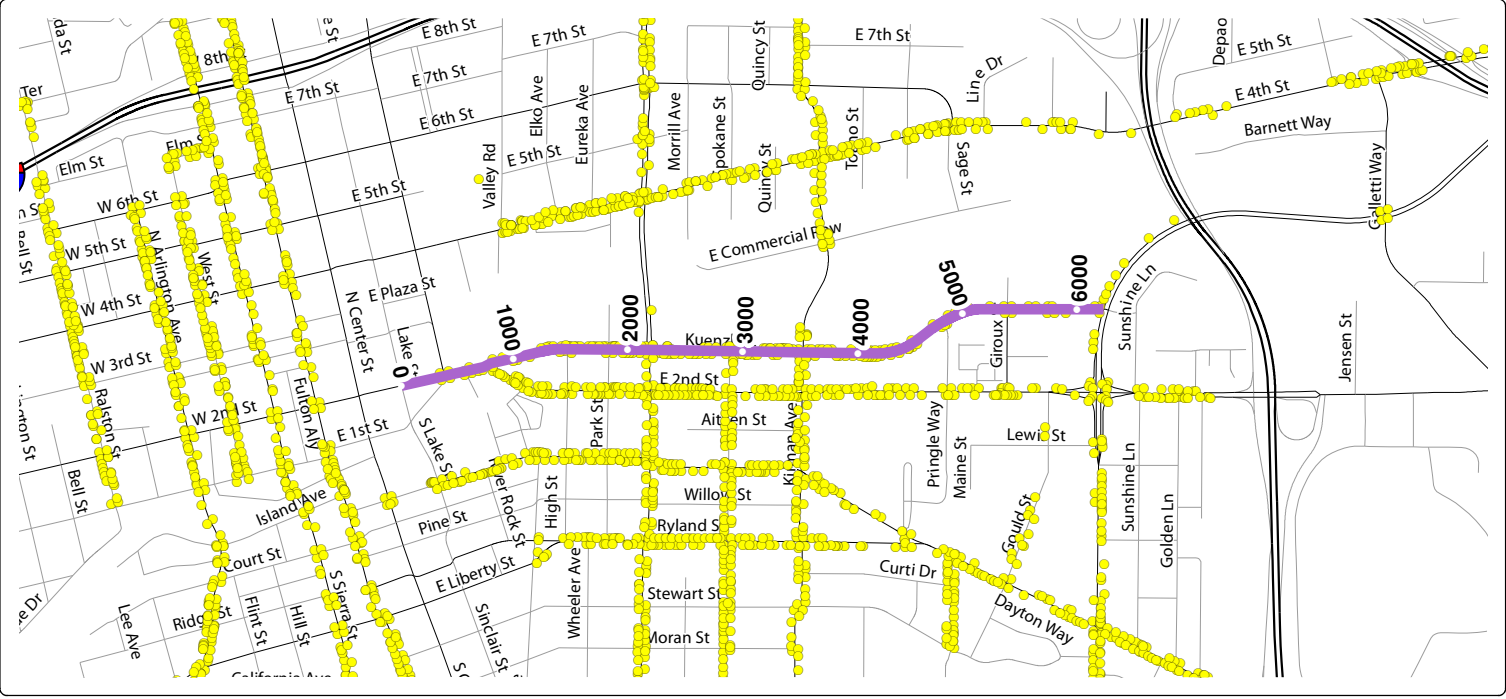 E 8th St
E 7th St
E 7th St
E 5th St
8th
E 7th St
E 7th St
Quincy St
Line Dr
E 4th St
Ter
E 6th St
Elko Ave
Eureka Ave
Morrill Ave
Barnett Way
Elm St
E 5th St
Sage St
Galletti Way
W 6th St
E 5th St
Valley Rd
Quincy St
Bell St
W 5th St
N Arlington Ave
West St
E Commercial Row
E Plaza St
W 4th St
N Center St
Lake St
0
1000
2000
3000
4000
5000
6000
Sunshine Ln
Giroux
Jensen St
W 3rd St
E 2nd St
Ralston St
Fulton Aly
W 2nd St
E 1st St
S Lake St
Park St
Aitken St
Pringle Way
Maine St
Lewis St
Bell St
Island Ave
High St
Willow St
Sunshine Ln
Golden Ln
Gould St
Pine St
Ryland S
Court St
E Liberty St
Wheeler Ave
Curti Dr
Stewart St
Dayton Way
Lee Ave
Ridge St
Flint St
Hill St
S Sierra St
Sinclair St
Moran St